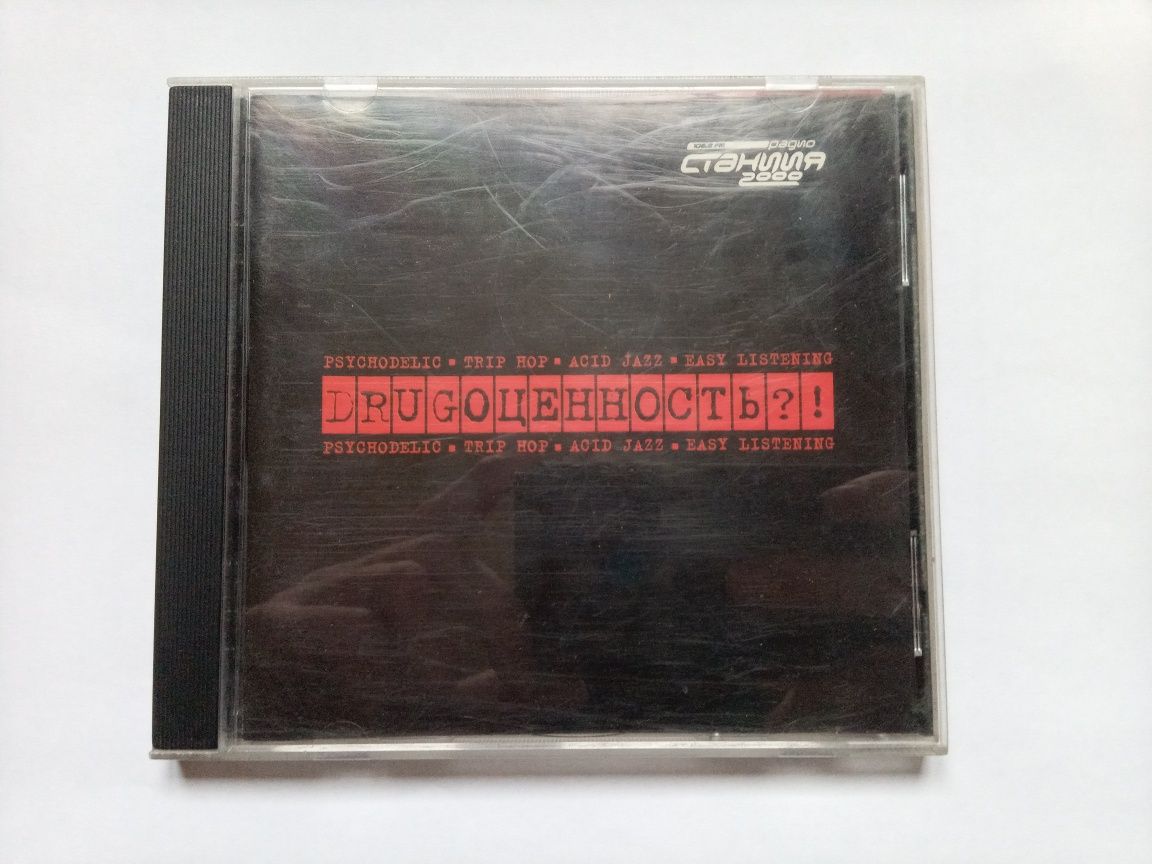 106.8 FM радио
СТаНЦИЯ
2000
PSYCHODELIC ▪ TRIP HOP ▪ ACID JAZZ ▪ EASY LISTENING
DRUGОЦЕННОСТЬ?!
PSYCHODELIC ▪ TRIP HOP ▪ ACID JAZZ ▪ EASY LISTENING